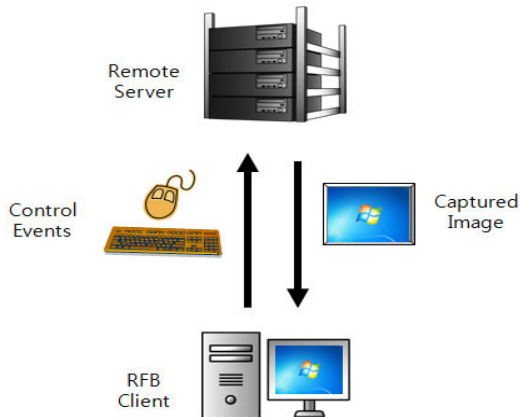 Remote
Server
Control
Events
Captured
Image
RFB
Client